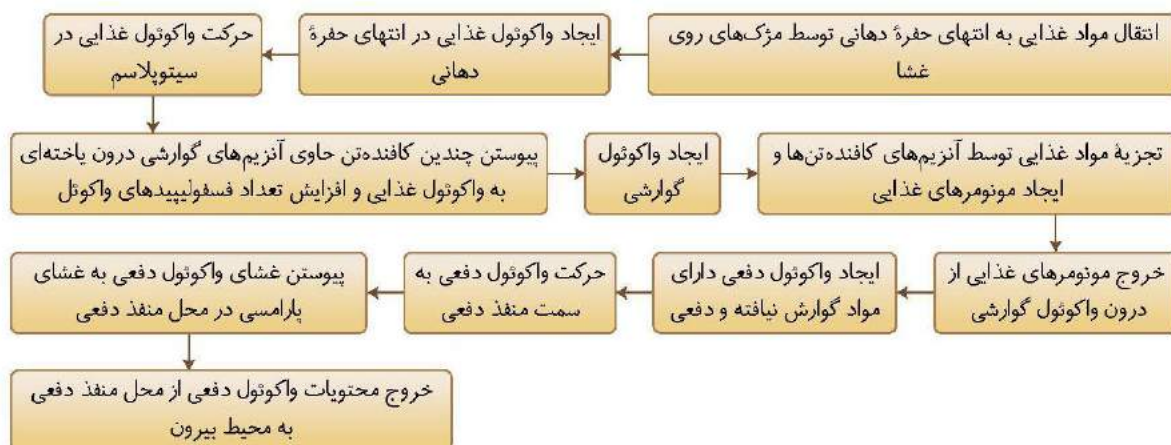 انتقال مواد غذایی به انتهای حفرهٔ دهانی توسط مژک‌های روی
غشا
ایجاد واکوئول غذایی در انتهای حفرهٔ
دهانی
حرکت واکوئول غذایی در
سیتوپلاسم
پیوستن چندین کافنده‌تن حاوی آنزیم‌های گوارشی درون یاخته‌ای
به واکوئول غذایی و افزایش تعداد فسفولیپیدهای واکوئل
ایجاد واکوئول
گوارشی
تجزیهٔ مواد غذایی توسط آنزیم‌های کافنده‌تن‌ها و
ایجاد مونومرهای غذایی
خروج مونومرهای غذایی از
درون واکوئول گوارشی
ایجاد واکوئول دفعی دارای
مواد گوارش نیافته و دفعی
حرکت واکوئول دفعی به
سمت منفذ دفعی
پیوستن غشای واکوئول دفعی به غشای
پارامسی در محل منفذ دفعی
خروج محتویات واکوئول دفعی از محل منفذ دفعی
به محیط بیرون